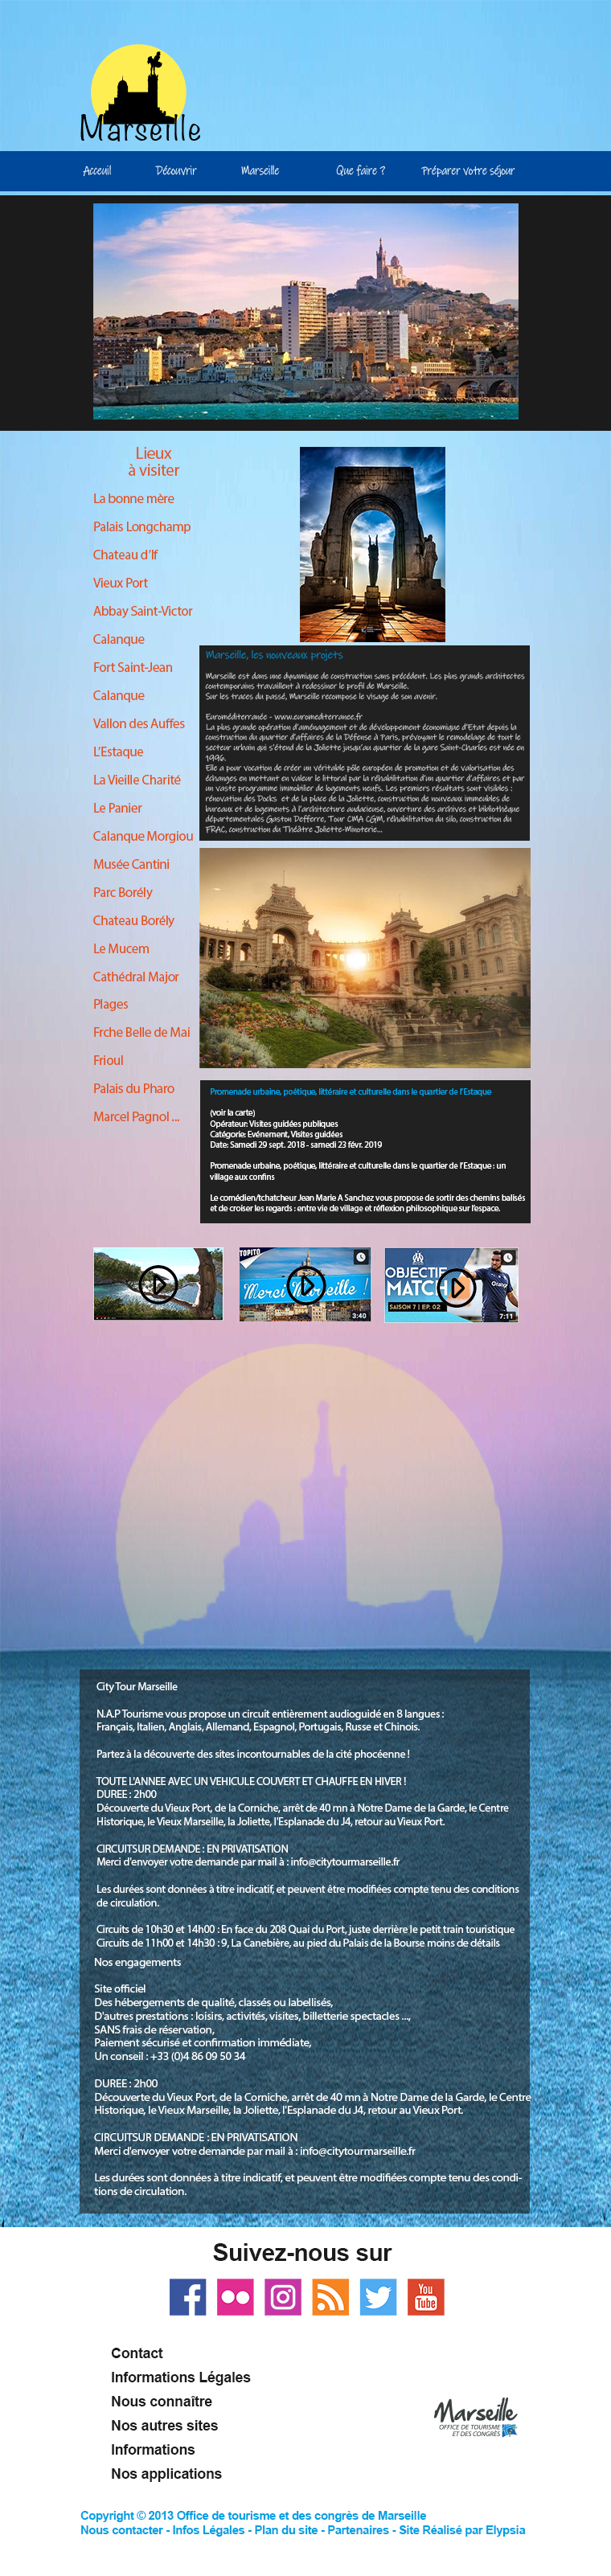 Marseille
Acceuil Découvrir Marseille Que faire ? Préparer votre séjour
Lieux
à visiter
La bonne mère
Palais Longchamp
Chateau d'If
Vieux Port
Abbay Saint-Victor
Calanque
Fort Saint-Jean
Calanque
Vallon des Auffes
L'Estaque
La Vieille Charité
Le Panier
Calanque Morgiou
Musée Cantini
Parc Borély
Chateau Borély
Le Mucem
Cathédral Major
Plages
Frche Belle de Mai
Frioul
Palais du Pharo
Marcel Pagnol ...
Marseille, les nouveaux projets
Marseille est dans une dynamique de construction sans précédent. Les plus grands architectes
contemporains travaillent à redessiner le profil de Marseille.
Sur les traces du passé, Marseille recompose le visage de son avenir.
Euroméditerranée - www.euromediterranee.fr
La plus grande opération d'aménagement et de développement économique d'Etat depuis la
construction du quartier d'affaires de la Défense à Paris, prévoyant le remodelage de tout le
secteur urbain qui s'étend de la Joliette jusqu'au quartier de la gare Saint-Charles est née en
1996.
Elle a pour vocation de créer un véritable pôle européen de promotion et de valorisation des
échanges en mettant en valeur le littoral par la réhabilitation d'un quartier d'affaires et par
un vaste programme immobilier de logements neufs. Les premiers résultats sont visibles :
rénovation des Docks et de la place de la Joliette, construction de nouveaux immeubles de
bureaux et de logements à l'architecture audacieuse, ouverture des archives et bibliothèque
départementales Gaston Defferre, Tour CMA CGM, réhabilitation du silo, construction du
FRAC, construction du Théâtre Joliette-Minoterie...
Promenade urbaine, poétique, littéraire et culturelle dans le quartier de l'Estaque
(voir la carte)
Opérateur: Visites guidées publiques
Catégorie: Evénement, Visites guidées
Date: Samedi 29 sept. 2018 - samedi 23 févr. 2019
Promenade urbaine, poétique, littéraire et culturelle dans le quartier de l'Estaque : un
village aux confins
Le comédien/tchatcheur Jean Marie A Sanchez vous propose de sortir des chemins balisés
et de croiser les regards : entre vie de village et réflexion philosophique sur l'espace.
TOPITO
Merci Marseille !
3:40
OBJECTIF
MATCH
SAISON 7 | EP. 02
7:11
City Tour Marseille
N.A.P Tourisme vous propose un circuit entièrement audioguidé en 8 langues :
Français, Italien, Anglais, Allemand, Espagnol, Portugais, Russe et Chinois.
Partez à la découverte des sites incontournables de la cité phocéenne !
TOUTE L'ANNEE AVEC UN VEHICULE COUVERT ET CHAUFFE EN HIVER !
DUREE : 2h00
Découverte du Vieux Port, de la Corniche, arrêt de 40 mn à Notre Dame de la Garde, le Centre
Historique, le Vieux Marseille, la Joliette, l'Esplanade du J4, retour au Vieux Port.
CIRCUITSUR DEMANDE : EN PRIVATISATION
Merci d'envoyer votre demande par mail à : info@citytourmarseille.fr
Les durées sont données à titre indicatif, et peuvent être modifiées compte tenu des conditions
de circulation.
Circuits de 10h30 et 14h00 : En face du 208 Quai du Port, juste derrière le petit train touristique
Circuits de 11h00 et 14h30 : 9, La Canebière, au pied du Palais de la Bourse moins de détails
Nos engagements
Site officiel
Des hébergements de qualité, classés ou labellisés,
D'autres prestations : loisirs, activités, visites, billetterie spectacles ...,
SANS frais de réservation,
Paiement sécurisé et confirmation immédiate,
Un conseil : +33 (0)4 86 09 50 34
DUREE : 2h00
Découverte du Vieux Port, de la Corniche, arrêt de 40 mn à Notre Dame de la Garde, le Centre
Historique, le Vieux Marseille, la Joliette, l'Esplanade du J4, retour au Vieux Port.
CIRCUITSUR DEMANDE : EN PRIVATISATION
Merci d'envoyer votre demande par mail à : info@citytourmarseille.fr
Les durées sont données à titre indicatif, et peuvent être modifiées compte tenu des condi-
tions de circulation.
Suivez-nous sur
You
Tube
Contact
Informations Légales
Nous connaître
Nos autres sites
Informations
Nos applications
Marseille
OFFICE DE TOURISME
ET DES CONGRÈS
Copyright © 2013 Office de tourisme et des congrès de Marseille
Nous contacter - Infos Légales - Plan du site - Partenaires - Site Réalisé par Elypsia